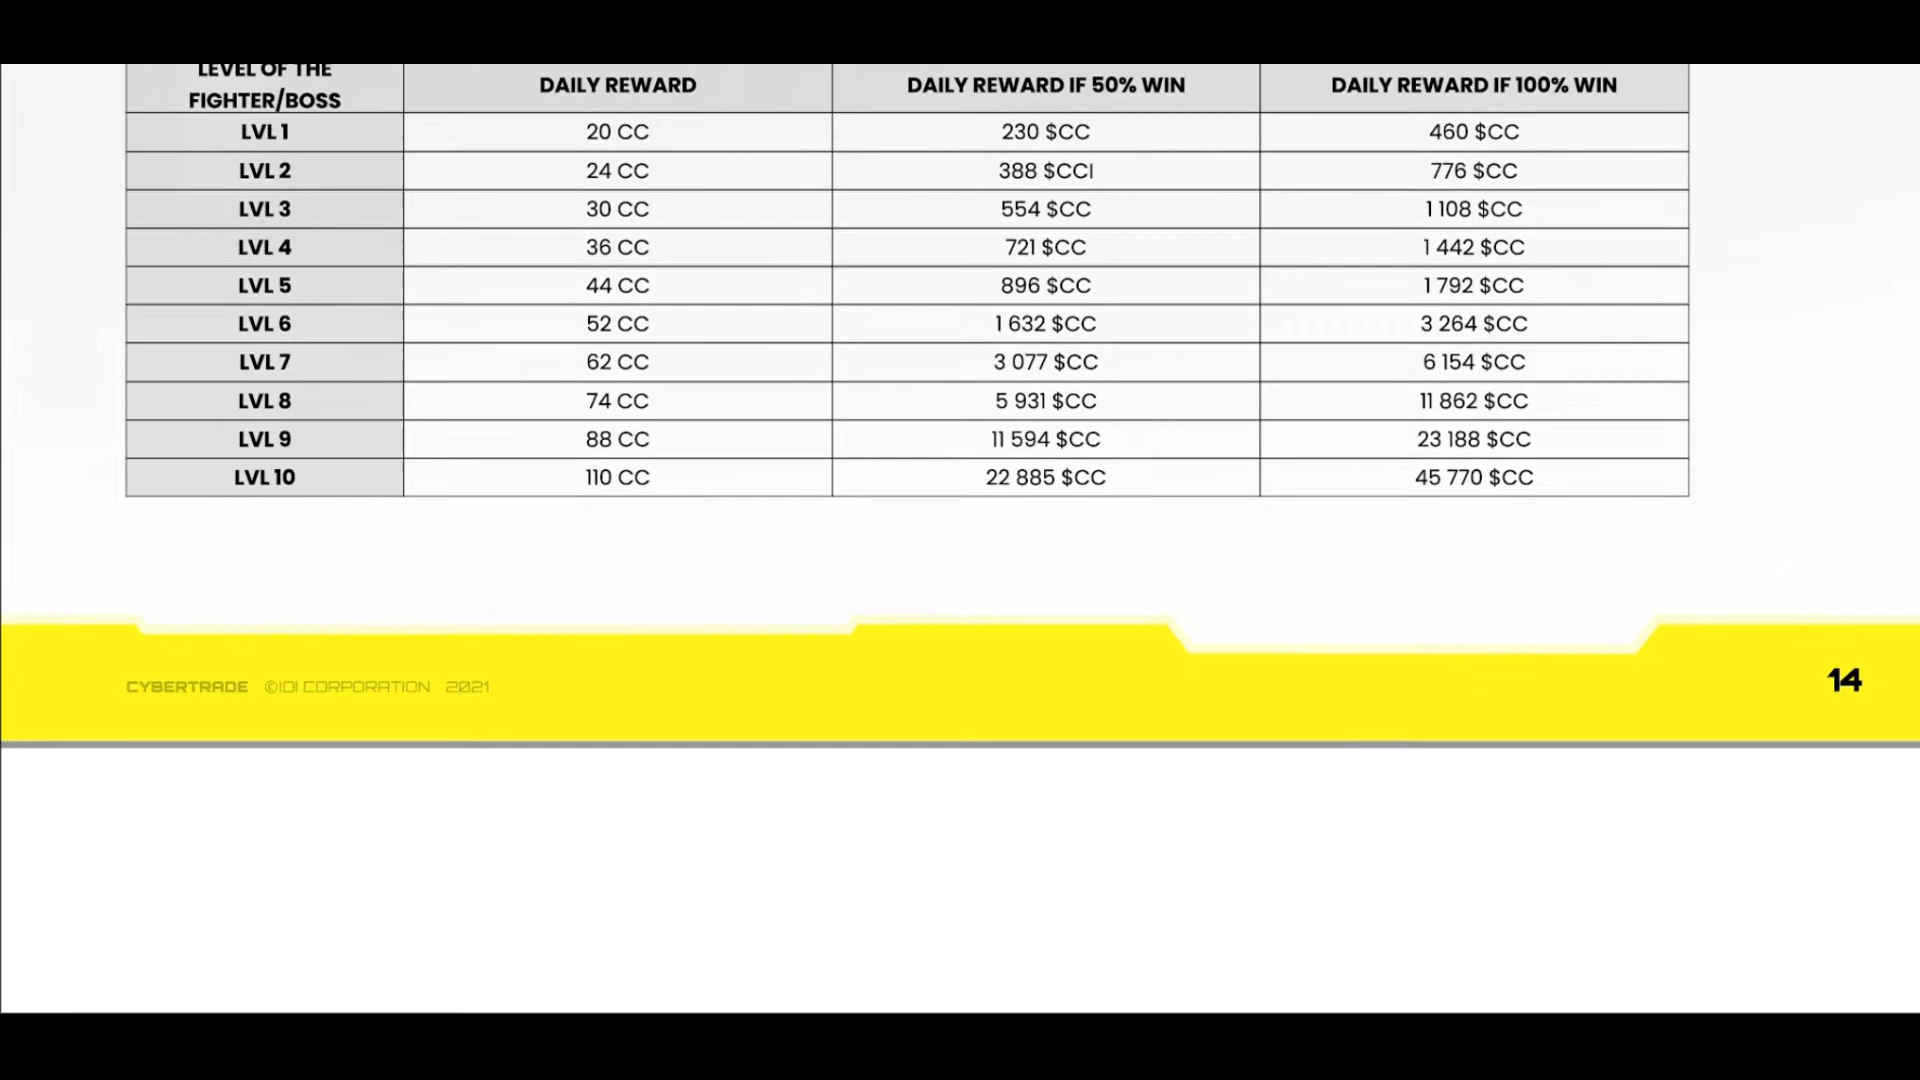 LEVEL OF THE
FIGHTER/BOSS DAILY REWARD DAILY REWARD IF 50% WIN DAILY REWARD IF 100% WIN
LVL 1 20 CC 230 $CC 460 $CC
LVL 2 24 CC 388 $CCI 776 $CC
LVL 3 30 CC 554 $CC 1 108 $CC
LVL 4 36 CC 721 $CC 1 442 $CC
LVL 5 44 CC 896 $CC 1 792 $CC
LVL 6 52 CC 1 632 $CC 3 264 $CC
LVL 7 62 CC 3 077 $CC 6 154 $CC
LVL 8 74 CC 5 931 $CC 11 862 $CC
LVL 9 88 CC 11 594 $CC 23 188 $CC
LVL 10 110 CC 22 885 $CC 45 770 $CC
CYBERTRADE ©IOI CORPORATION 2021
14